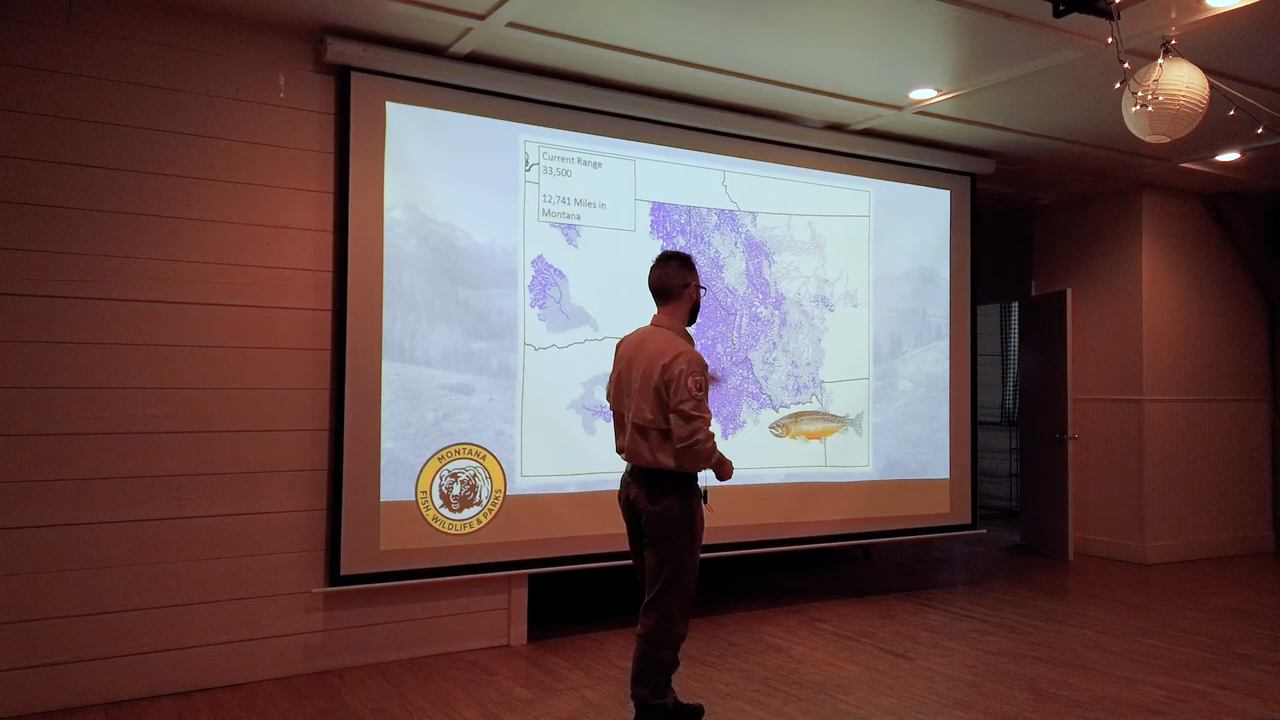 Current Range
33,500
12,741 Miles in
Montana
MONTANA
FISH, WILDLIFE & PARKS